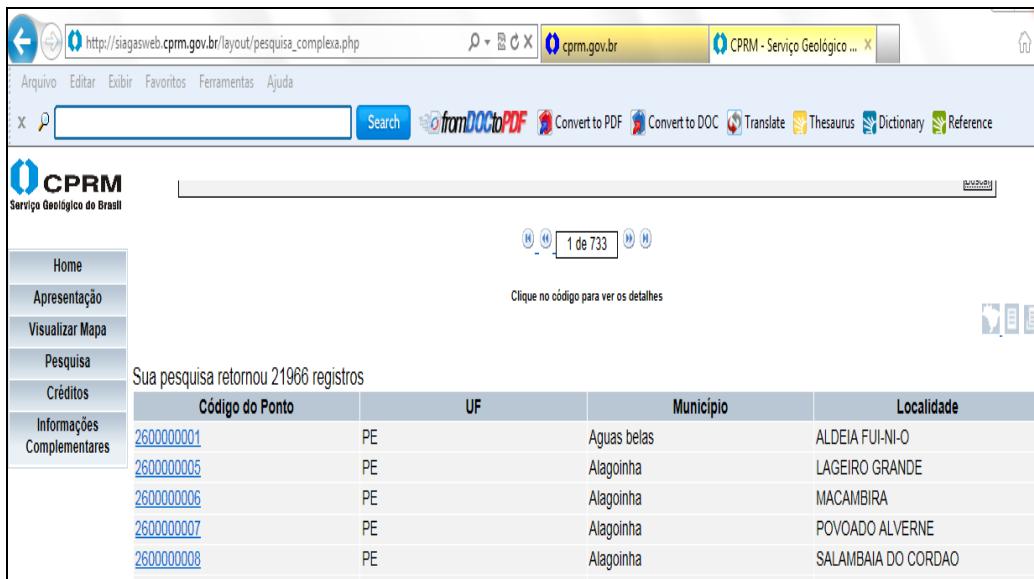 http://siagasweb.cprm.gov.br/layout/pesquisa_complexa.php
cprm.gov.br
CPRM - Serviço Geológico ...
Arquivo Editar Exibir Favoritos Ferramentas Ajuda
x Search fromDOCtoPDF Convert to PDF Convert to DOC Translate Thesaurus Dictionary Reference
CPRM
Serviço Geológico do Brasil
Buscar
1 de 733
Clique no código para ver os detalhes
Home
Apresentação
Visualizar Mapa
Pesquisa
Créditos
Informações
Complementares
Sua pesquisa retornou 21966 registros
Código do Ponto UF Município Localidade
2600000001 PE Aguas belas ALDEIA FUI-NI-O
2600000005 PE Alagoinha LAGEIRO GRANDE
2600000006 PE Alagoinha MACAMBIRA
2600000007 PE Alagoinha POVOADO ALVERNE
2600000008 PE Alagoinha SALAMBAIA DO CORDAO